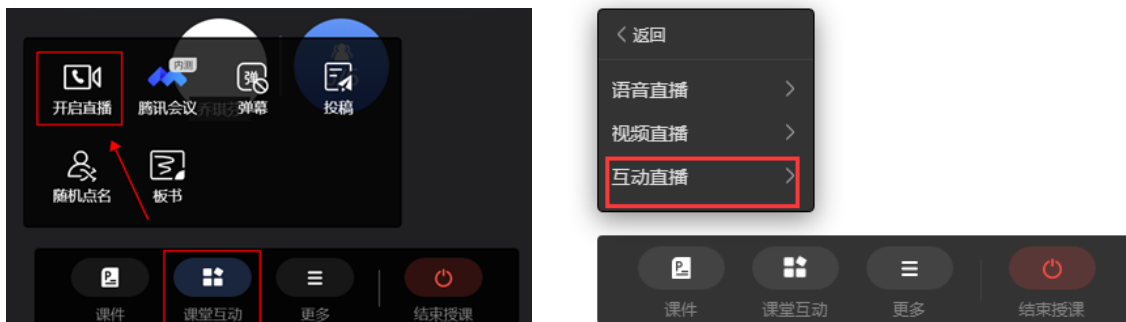 开启直播
腾讯会议
内测
弹
弹幕
投稿
随机点名
板书
课件
课堂互动
更多
结束授课
返回
语音直播
视频直播
互动直播
课件
课堂互动
更多
结束授课